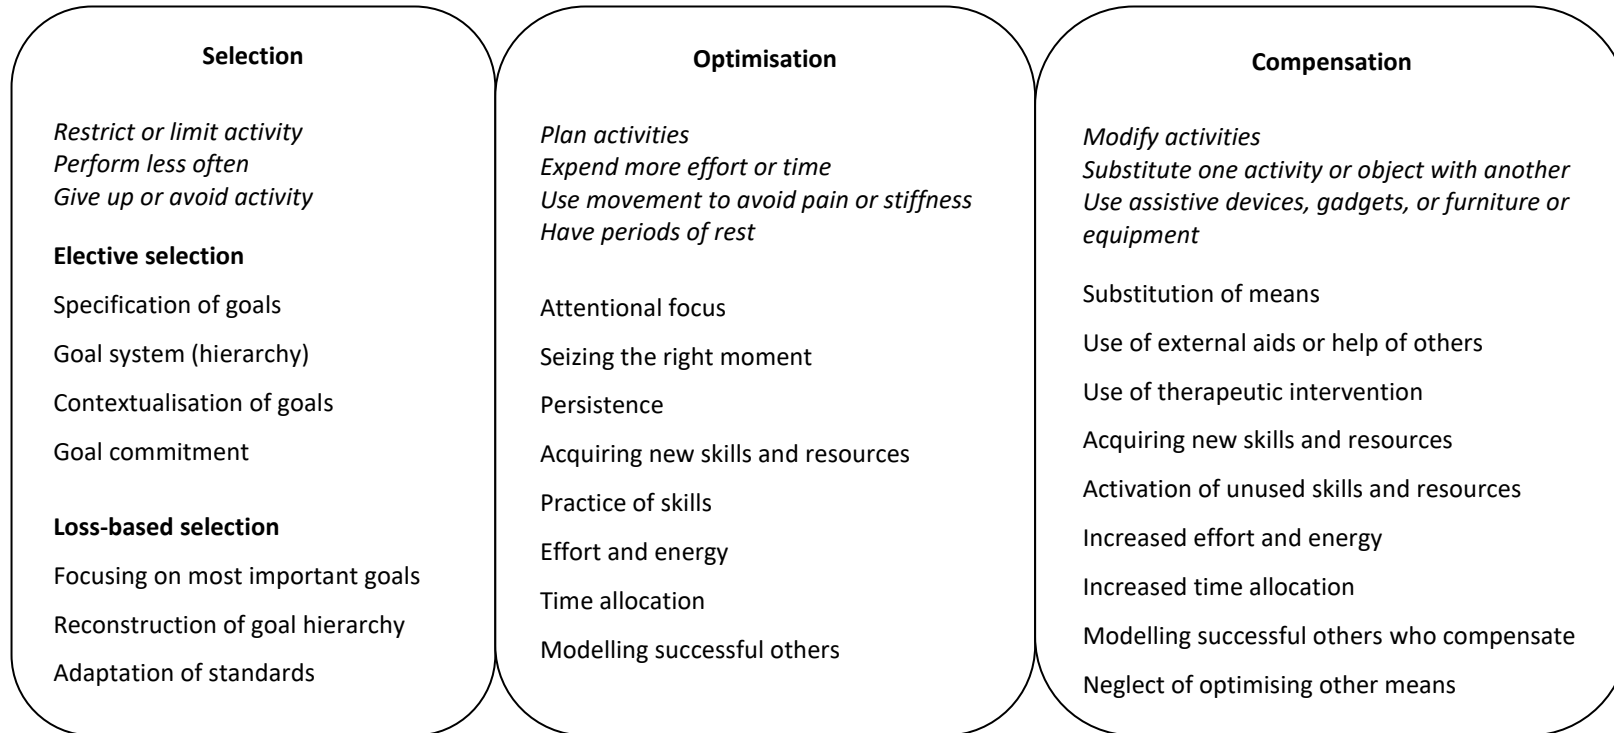 Selection
Restrict or limit activity
Perform less often
Give up or avoid activity
Elective selection
Specification of goals
Goal system (hierarchy)
Contextualisation of goals
Goal commitment
Loss-based selection
Focusing on most important goals
Reconstruction of goal hierarchy
Adaptation of standards
Optimisation
Plan activities
Expend more effort or time
Use movement to avoid pain or stiffness
Have periods of rest
Attentional focus
Seizing the right moment
Persistence
Acquiring new skills and resources
Practice of skills
Effort and energy
Time allocation
Modelling successful others
Compensation
Modify activities
Substitute one activity or object with another
Use assistive devices, gadgets, or furniture or
equipment
Substitution of means
Use of external aids or help of others
Use of therapeutic intervention
Acquiring new skills and resources
Activation of unused skills and resources
Increased effort and energy
Increased time allocation
Modelling successful others who compensate
Neglect of optimising other means